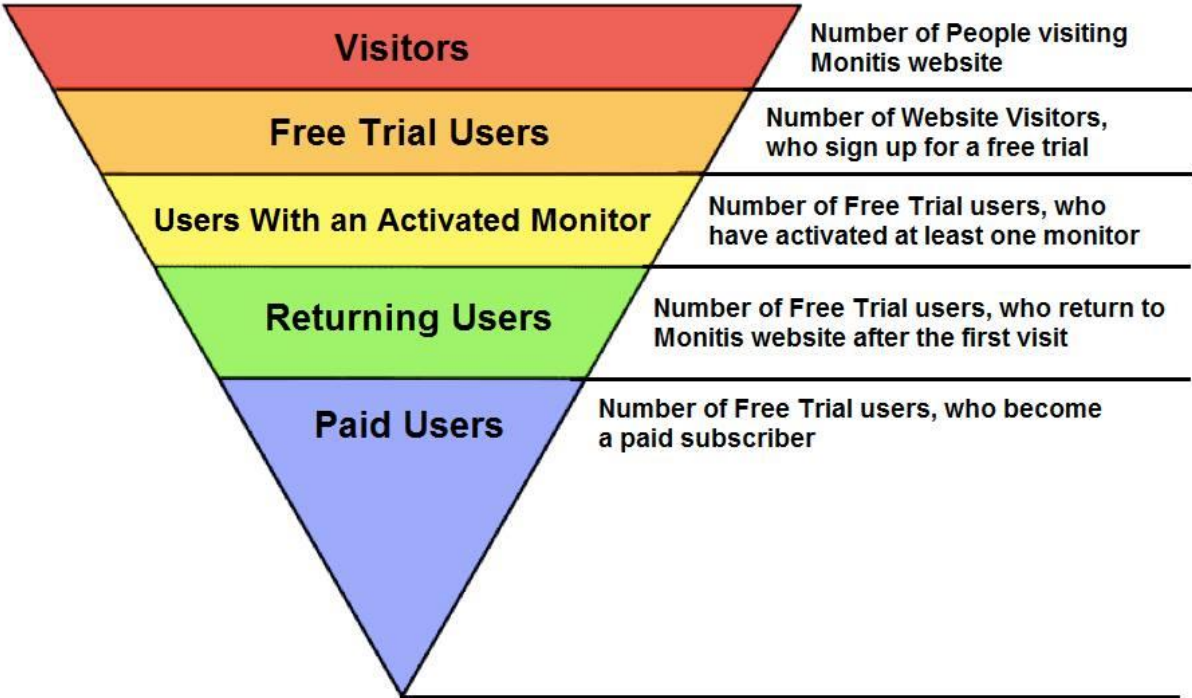 Visitors
Number of People visiting
Monitis website
Free Trial Users
Number of Website Visitors,
who sign up for a free trial
Users With an Activated Monitor
Number of Free Trial users, who
have activated at least one monitor
Returning Users
Number of Free Trial users, who return to
Monitis website after the first visit
Paid Users
Number of Free Trial users, who become
a paid subscriber